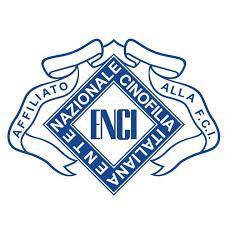 AFFILIATO
ALLA F.C.I.
ENTE
NAZIONALE
CINOFILIA
ITALIANA
ENCI